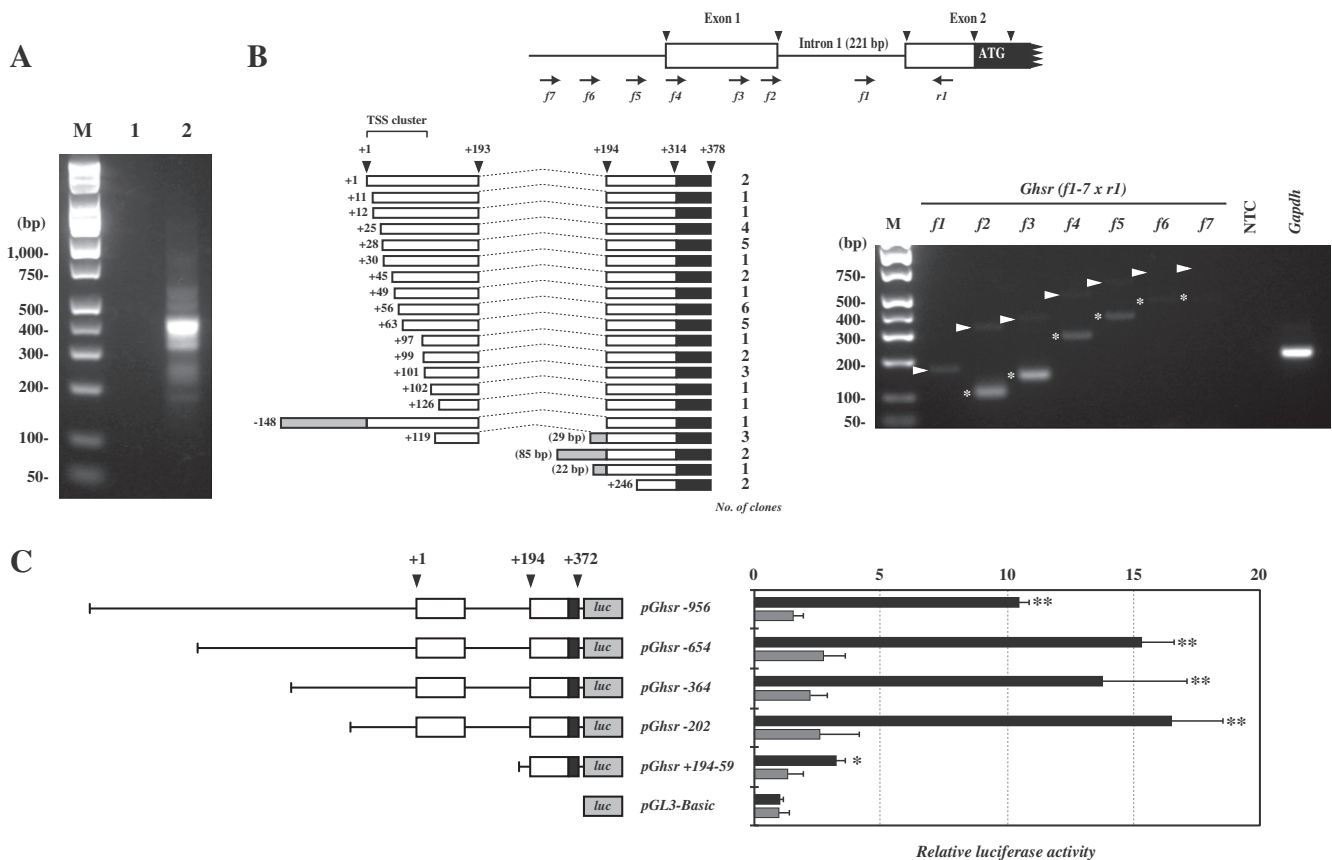 A
M 1 2
(bp)
1,000-
750-
500-
400-
300-
200-
100-
50-
B
Exon 1
Intron 1 (221 bp)
Exon 2
ATG
f7 f6 f5 f4 f3 f2 f1 r1
TSS cluster
+1 +193 +194 +314 +378
+1 2
+11 1
+12 1
+25 4
+28 5
+30 1
+45 2
+49 1
+56 6
+63 5
+97 1
+99 2
+101 3
+102 1
+126 1
-148 1
+119 (29 bp) 3
(85 bp) 2
(22 bp) 1
+246 2
No. of clones
Ghsr (f1-7 x r1)
M f1 f2 f3 f4 f5 f6 f7 NTC Gapdh
(bp)
750-
500-
400-
300-
200-
100-
50-
* * * * * *
C
+1 +194 +372
0 5 10 15 20
luc pGhsr -956 **
luc pGhsr -654 **
luc pGhsr -364 **
luc pGhsr -202 **
luc pGhsr +194-59 *
luc pGL3-Basic
Relative luciferase activity